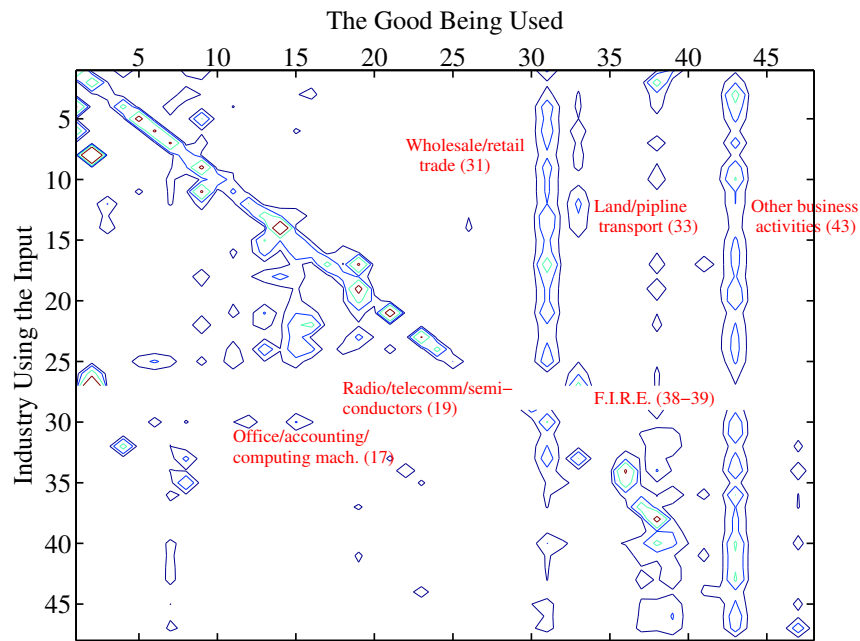 The Good Being Used
5 10 15 20 25 30 35 40 45
Industry Using the Input
5
10
15
20
25
30
35
40
45
Wholesale/retail
trade (31)
Land/pipline
transport (33)
Other business
activities (43)
Radio/telecomm/semi−
conductors (19)
F.I.R.E. (38−39)
Office/accounting/
computing mach. (17)